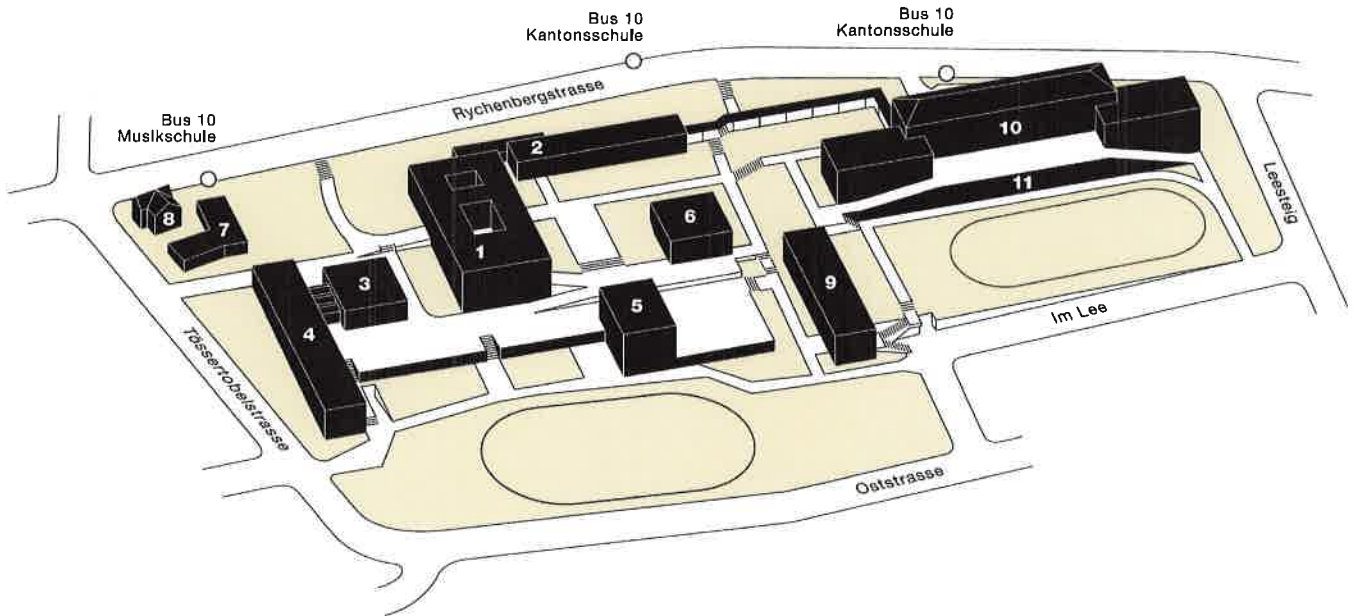 Bus 10
Kantonsschule
Bus 10
Kantonsschule
Rychenbergstrasse
Bus 10
Musikschule
2
10
11
Leesteig
8
7
6
1
3
9
5
4
Im Lee
Tössertobelstrasse
Oststrasse